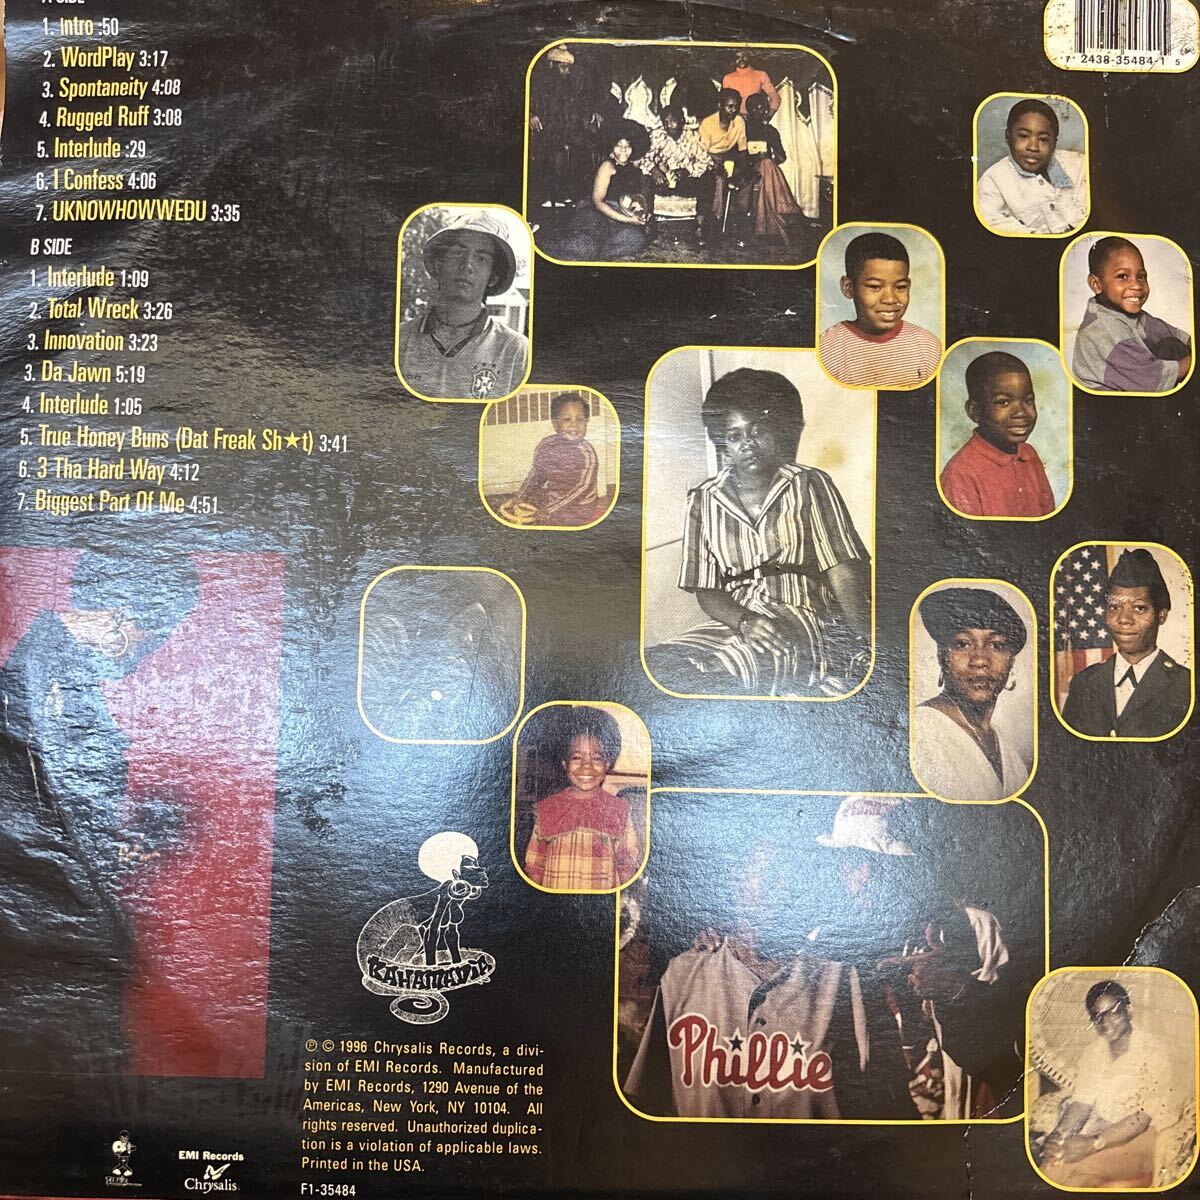 A SIDE
1. Intro :50
2. WordPlay 3:17
3. Spontaneity 4:08
4. Rugged Ruff 3:08
5. Interlude :29
6. I Confess 4:06
7. UKNOWHOWWEDU 3:35
B SIDE
1. Interlude 1:09
2. Total Wreck 3:26
3. Innovation 3:23
3. Da Jawn 5:19
4. Interlude 1:05
5. True Honey Buns (Dat Freak Sh★t) 3:41
6. 3 Tha Hard Way 4:12
7. Biggest Part Of Me 4:51
7 2438-35484-1 5
Phillie
BAHAMADIA
℗ © 1996 Chrysalis Records, a divi-
sion of EMI Records. Manufactured
by EMI Records, 1290 Avenue of the
Americas, New York, NY 10104. All
rights reserved. Unauthorized duplica-
tion is a violation of applicable laws.
Printed in the USA.
F1-35484
EMI Records
Chrysalis